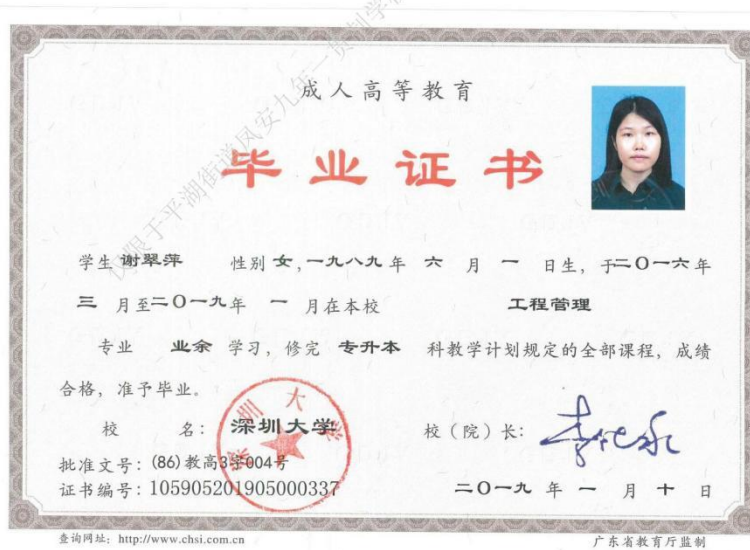 成人高等教育
毕业证书
学生 谢翠萍 性别 女,一九八九年 六 月 一 日生,于二〇一六年
三 月至二〇一九年 一 月在本校 工程管理
专业 业余 学习,修完 专升本 科教学计划规定的全部课程,成绩
合格,准予毕业。
校 名: 深圳大学 校(院)长:
批准文号:(86)教高3字004号
证书编号:105905201905000337
二〇一九 年 一 月 十 日
深圳大学
查询网址:http://www.chsi.com.cn 广东省教育厅监制